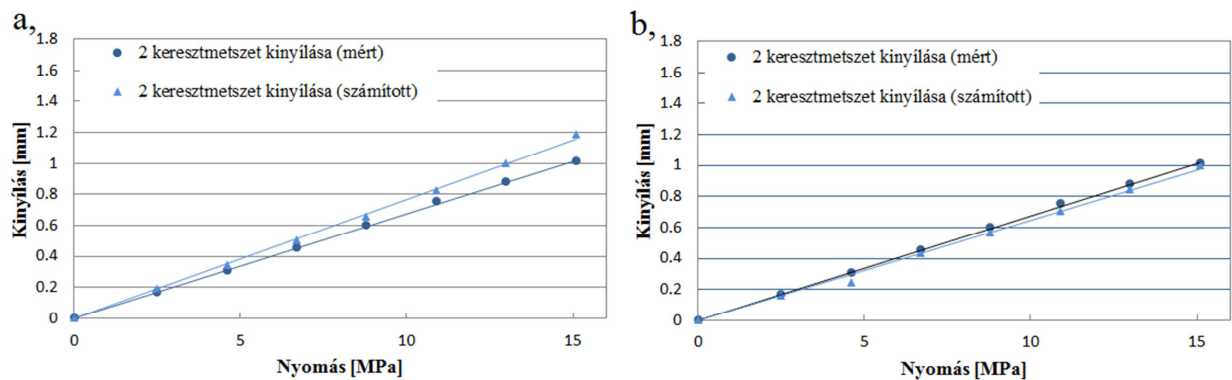 a,
1.8
1.6
1.4
1.2
1.0
0.8
0.6
0.4
0.2
0
Kinyílás [mm]
2 keresztmetszet kinyílása (mért)
2 keresztmetszet kinyílása (számított)
0
5
10
15
Nyomás [MPa]
b,
1.8
1.6
1.4
1.2
1
0.8
0.6
0.4
0.2
0
Kinyílás [mm]
2 keresztmetszet kinyílása (mért)
2 keresztmetszet kinyílása (számított)
0
5
10
15
Nyomás [MPa]